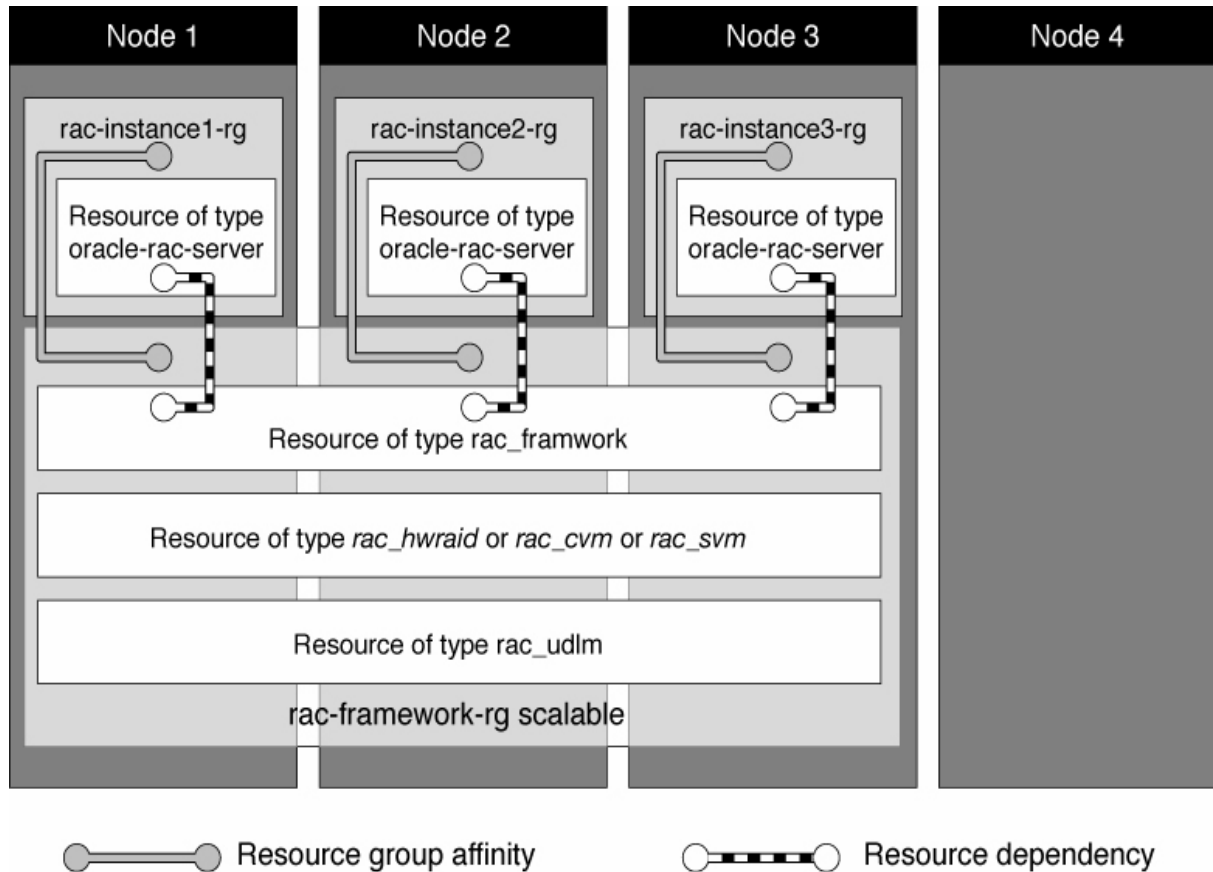 Node 1
Node 2
Node 3
Node 4
rac-instance1-rg
rac-instance2-rg
rac-instance3-rg
Resource of type
oracle-rac-server
Resource of type
oracle-rac-server
Resource of type
oracle-rac-server
Resource of type rac_framwork
Resource of type rac_hwraid or rac_cvm or rac_svm
Resource of type rac_udlm
rac-framework-rg scalable
Resource group affinity
Resource dependency